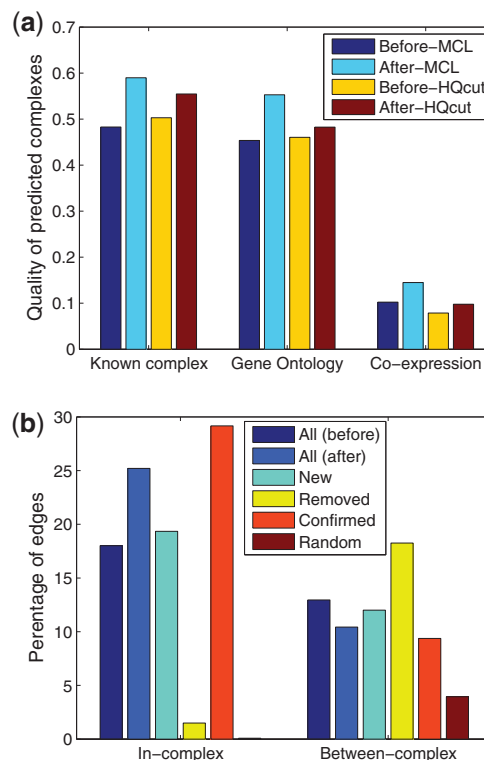 (a)
0.7
0.6
0.5
0.4
0.3
0.2
0.1
0
Quality of predicted complexes
Before-MCL
After-MCL
Before-HQcut
After-HQcut
Known complex Gene Ontology Co-expression
(b)
30
25
20
15
10
5
0
Perentage of edges
All (before)
All (after)
New
Removed
Confirmed
Random
In-complex Between-complex